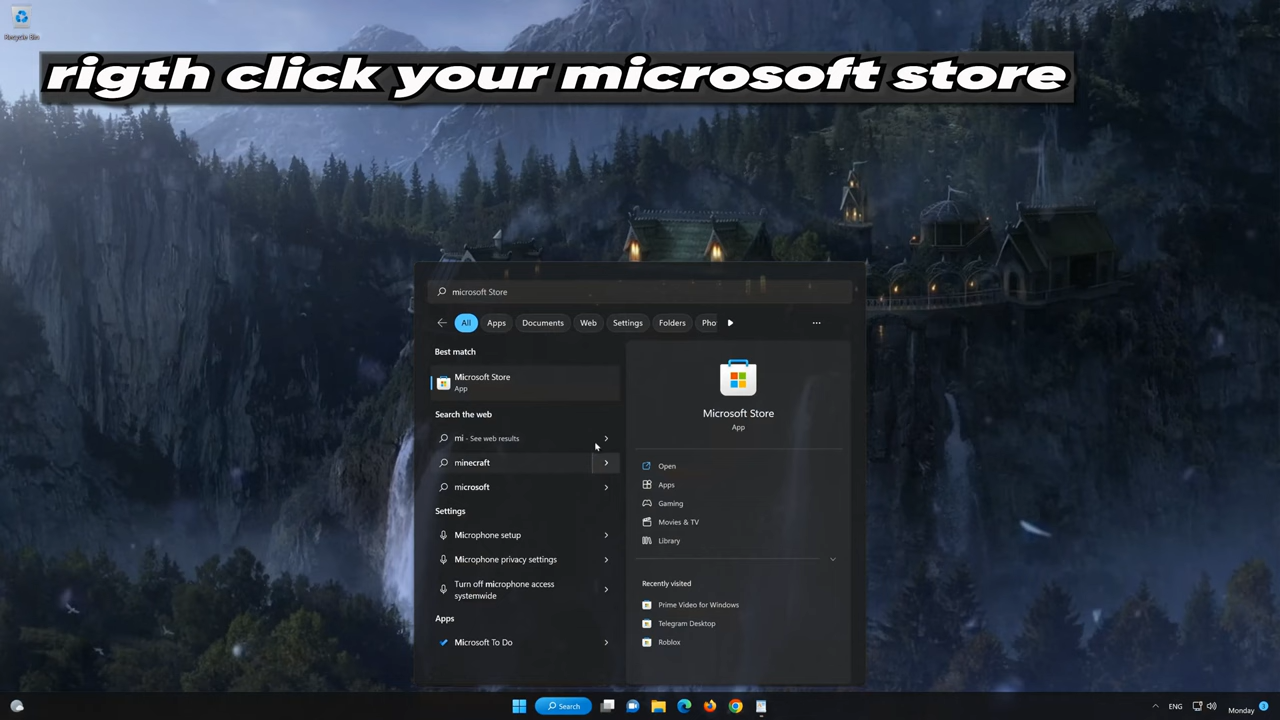 Recycle Bin
rigth click your microsoft store
microsoft Store
All Apps Documents Web Settings Folders Pho
Best match
Microsoft Store
App
Search the web
mi - See web results
minecraft
microsoft
Settings
Microphone setup
Microphone privacy settings
Turn off microphone access
systemwide
Apps
Microsoft To Do
Microsoft Store
App
Open
Apps
Gaming
Movies & TV
Library
Recently visited
Prime Video for Windows
Telegram Desktop
Roblox
Search
ENG
Monday
3